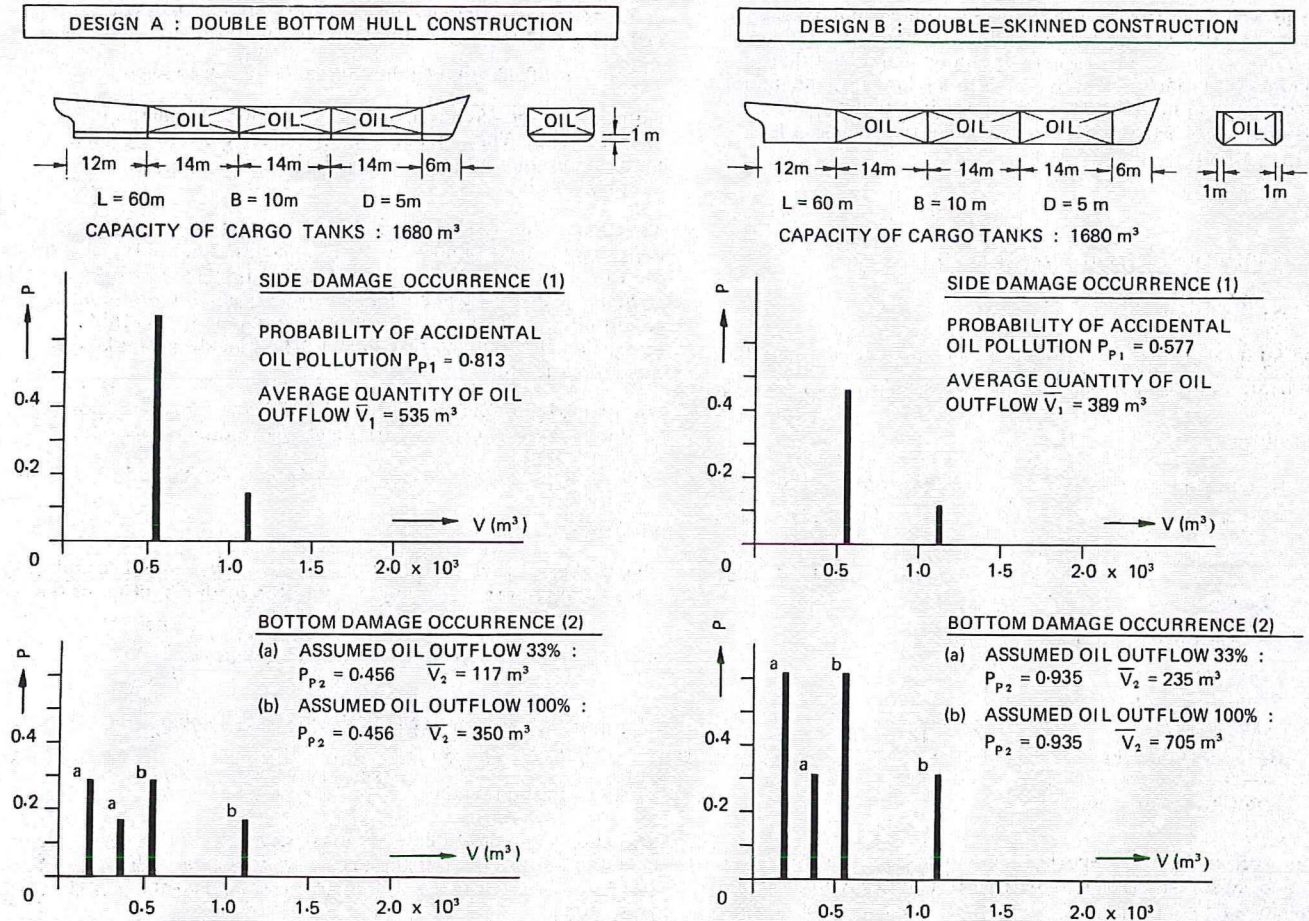 DESIGN A : DOUBLE BOTTOM HULL CONSTRUCTION
OIL OIL OIL OIL
1 m
12m 14m 14m 14m 6m
L = 60m B = 10m D = 5m
CAPACITY OF CARGO TANKS : 1680 m³
P
SIDE DAMAGE OCCURRENCE (1)
PROBABILITY OF ACCIDENTAL
OIL POLLUTION P_P1 = 0·813
AVERAGE QUANTITY OF OIL
OUTFLOW V̅₁ = 535 m³
0.4
0·2
V (m³)
0 0.5 1.0 1.5 2·0 x 10³
BOTTOM DAMAGE OCCURRENCE (2)
P
(a) ASSUMED OIL OUTFLOW 33% :
P_P2 = 0·456 V̅₂ = 117 m³
(b) ASSUMED OIL OUTFLOW 100% :
P_P2 = 0·456 V̅₂ = 350 m³
0.4
a b
0·2
a b
V (m³)
0 0.5 1.0 1.5 2·0 x 10³
DESIGN B : DOUBLE–SKINNED CONSTRUCTION
OIL OIL OIL OIL
12m 14m 14m 14m 6m
1m 1m
L = 60 m B = 10 m D = 5 m
CAPACITY OF CARGO TANKS : 1680 m³
P
SIDE DAMAGE OCCURRENCE (1)
PROBABILITY OF ACCIDENTAL
OIL POLLUTION P_P1 = 0·577
AVERAGE QUANTITY OF OIL
OUTFLOW V̅₁ = 389 m³
0.4
0.2
V (m³)
0 0.5 1.0 1.5 2·0 x 10³
BOTTOM DAMAGE OCCURRENCE (2)
P
(a) ASSUMED OIL OUTFLOW 33% :
P_P2 = 0·935 V̅₂ = 235 m³
(b) ASSUMED OIL OUTFLOW 100% :
P_P2 = 0·935 V̅₂ = 705 m³
a b
0.4
a b
0·2
V (m³)
0 0.5 1.0 1.5 2·0 x 10³